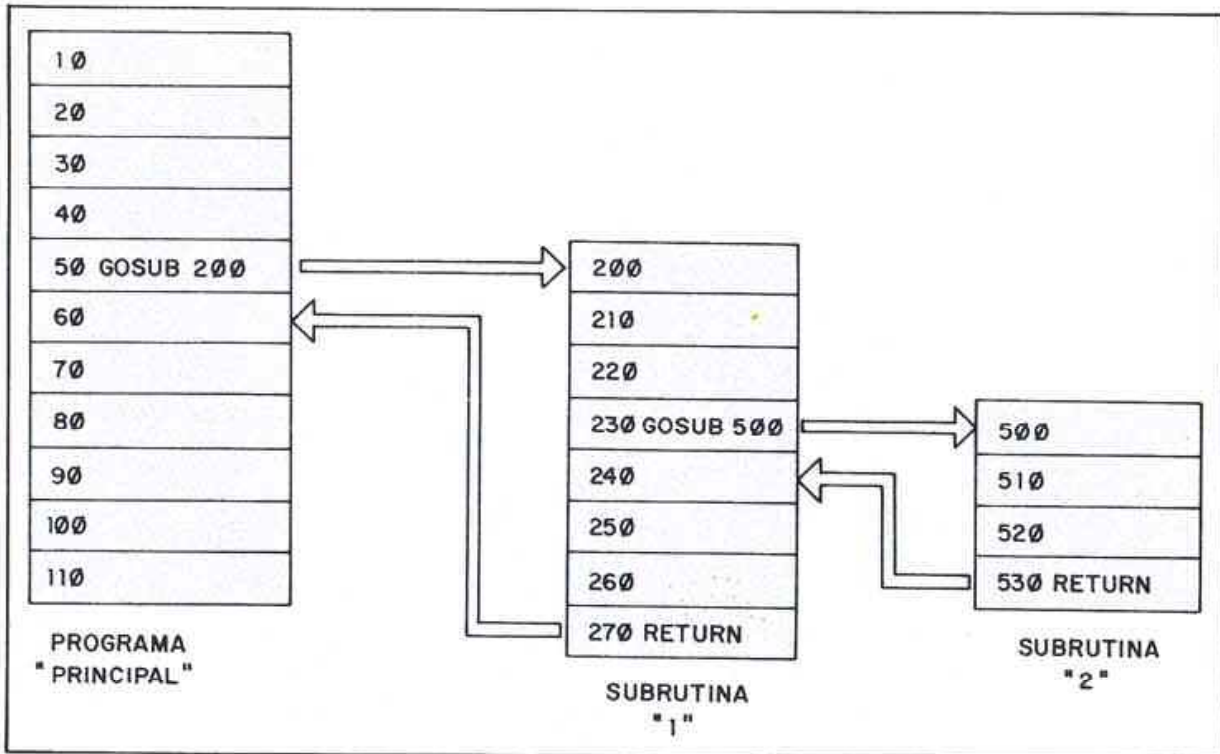 10
20
30
40
50 GOSUB 200
60
70
80
90
100
110
PROGRAMA
"PRINCIPAL"
200
210
220
230 GOSUB 500
240
250
260
270 RETURN
SUBRUTINA
"1"
500
510
520
530 RETURN
SUBRUTINA
"2"